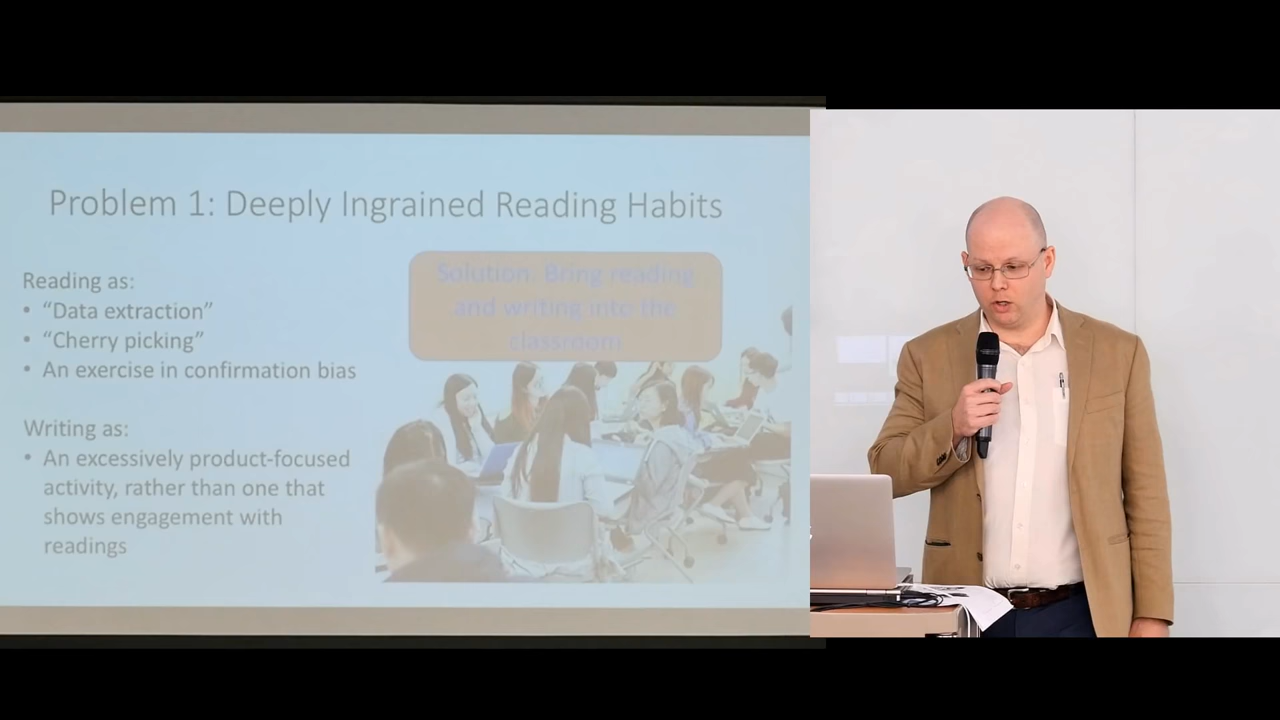 Problem 1: Deeply Ingrained Reading Habits
Reading as:
• “Data extraction”
• “Cherry picking”
• An exercise in confirmation bias
Writing as:
• An excessively product-focused
activity, rather than one that
shows engagement with
readings
Solution: Bring reading
and writing into the
classroom